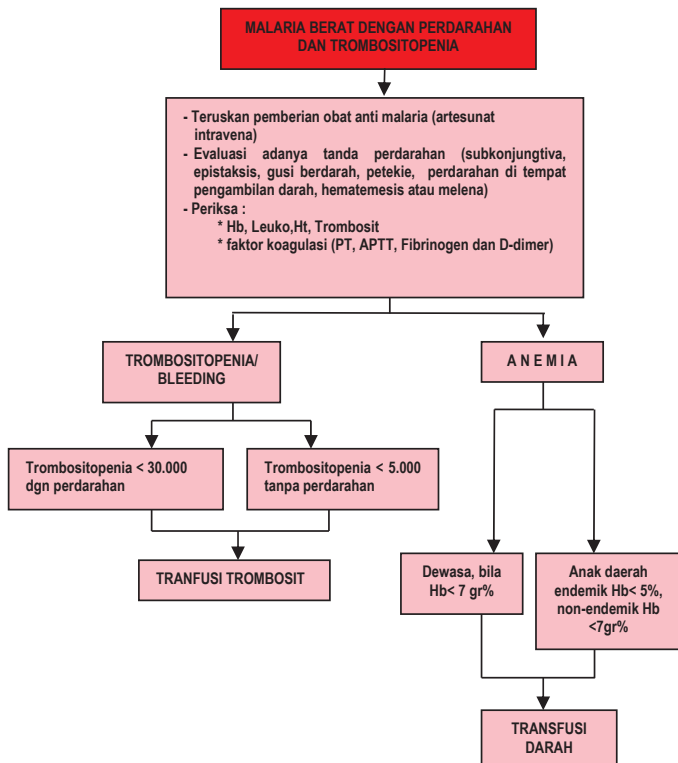 MALARIA BERAT DENGAN PERDARAHAN
DAN TROMBOSITOPENIA
- Teruskan pemberian obat anti malaria (artesunat
intravena)
- Evaluasi adanya tanda perdarahan (subkonjungtiva,
epistaksis, gusi berdarah, petekie, perdarahan di tempat
pengambilan darah, hematemesis atau melena)
- Periksa :
* Hb, Leuko,Ht, Trombosit
* faktor koagulasi (PT, APTT, Fibrinogen dan D-dimer)
TROMBOSITOPENIA/
BLEEDING
A N E M I A
Trombositopenia < 30.000
dgn perdarahan
Trombositopenia < 5.000
tanpa perdarahan
TRANFUSI TROMBOSIT
Dewasa, bila
Hb< 7 gr%
Anak daerah
endemik Hb< 5%,
non-endemik Hb
<7gr%
TRANSFUSI
DARAH